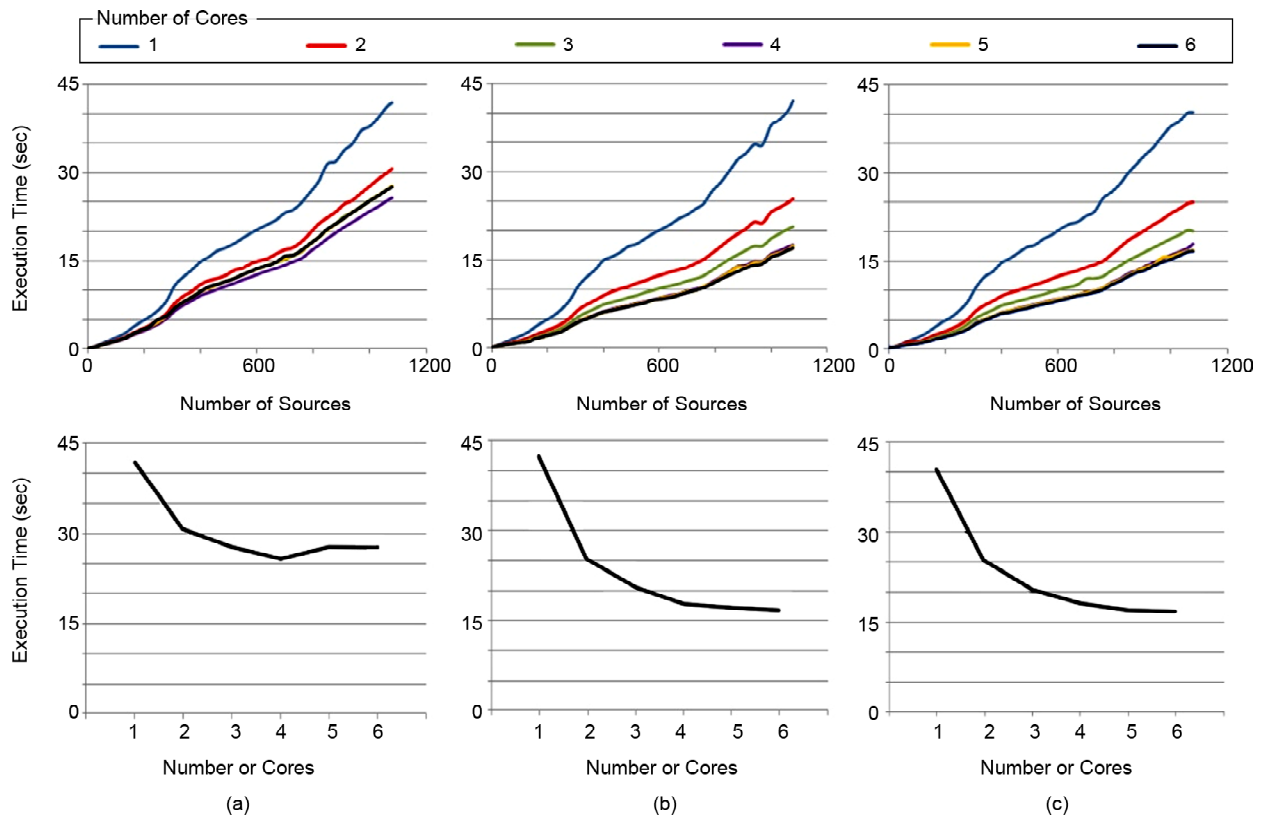 Number of Cores
1 2 3 4 5 6
45 45 45
30 30 30
15 15 15
0 0 0
0 600 1200 0 600 1200 0 600 1200
Execution Time (sec)
Number of Sources Number of Sources Number of Sources
45 45 45
30 30 30
15 15 15
0 0 0
1 2 3 4 5 6 1 2 3 4 5 6 1 2 3 4 5 6
Execution Time (sec)
Number or Cores Number or Cores Number or Cores
(a) (b) (c)